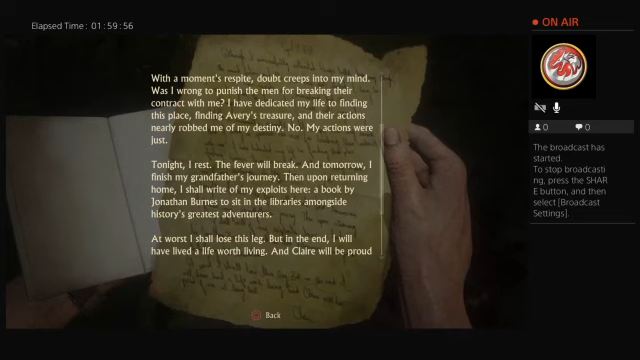 Elapsed Time : 01:59:56
ON AIR
With a moment's respite, doubt creeps into my mind.
Was I wrong to punish the men for breaking their
contract with me? I have dedicated my life to finding
this place, finding Avery's treasure, and their actions
nearly robbed me of my destiny. No. My actions were
just.
Tonight, I rest. The fever will break. And tomorrow, I
finish my grandfather's journey. Then upon returning
home, I shall write of my exploits here: a book by
Jonathan Burnes to sit in the libraries amongside
history's greatest adventurers.
At worst I shall lose this leg. But in the end, I will
have lived a life worth living. And Claire will be proud
Back
0
0
The broadcast has
started.
To stop broadcasti
ng, press the SHAR
E button, and then
select [Broadcast
Settings].